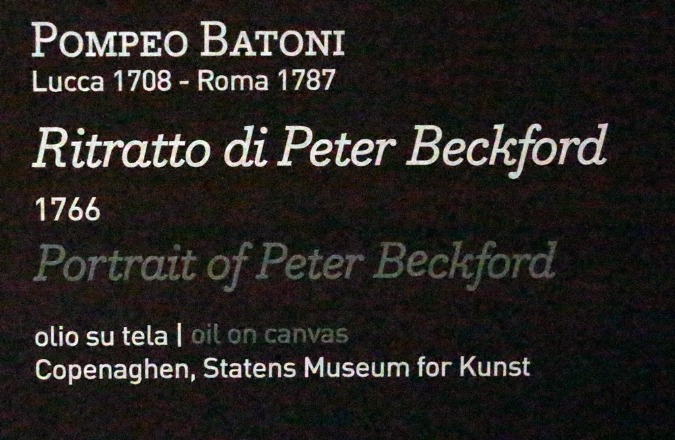 POMPEO BATONI
Lucca 1708 - Roma 1787
Ritratto di Peter Beckford
1766
Portrait of Peter Beckford
olio su tela | oil on canvas
Copenaghen, Statens Museum for Kunst